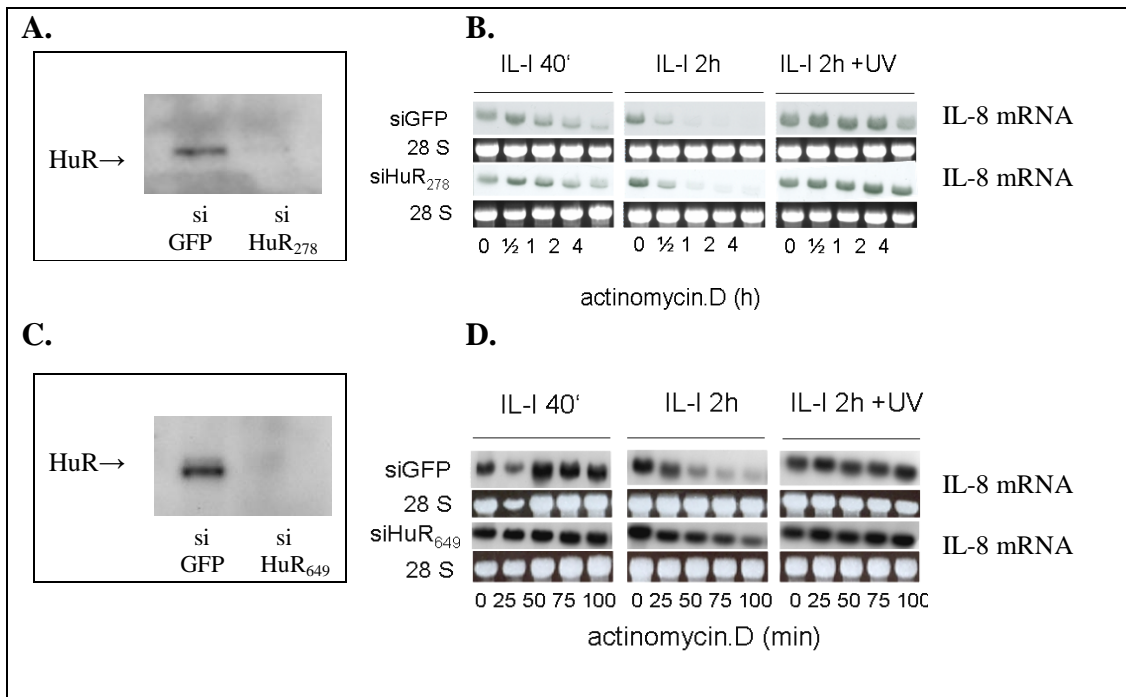 A.
HuR→
si si
GFP HuR278
B.
IL-I 40‘ IL-I 2h IL-I 2h +UV
siGFP IL-8 mRNA
28 S
siHuR278 IL-8 mRNA
28 S
0 ½ 1 2 4 0 ½ 1 2 4 0 ½ 1 2 4
actinomycin.D (h)
C.
HuR→
si si
GFP HuR649
D.
IL-I 40‘ IL-I 2h IL-I 2h +UV
siGFP IL-8 mRNA
28 S
siHuR649 IL-8 mRNA
28 S
0 25 50 75 100 0 25 50 75 100 0 25 50 75 100
actinomycin.D (min)